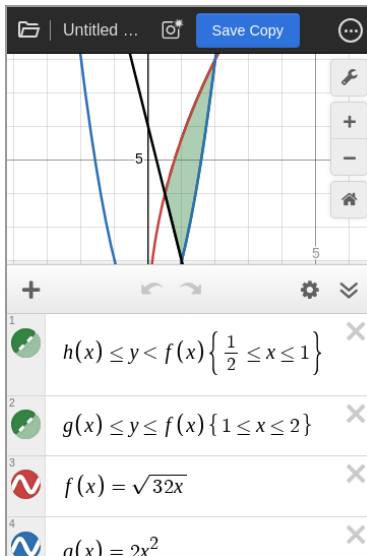 Untitled ...
Save Copy
5
5
1
h(x) ≤ y < f(x) { 1/2 ≤ x ≤ 1 }
2
g(x) ≤ y ≤ f(x) { 1 ≤ x ≤ 2 }
3
f(x) = √32x
4
g(x) = 2x²